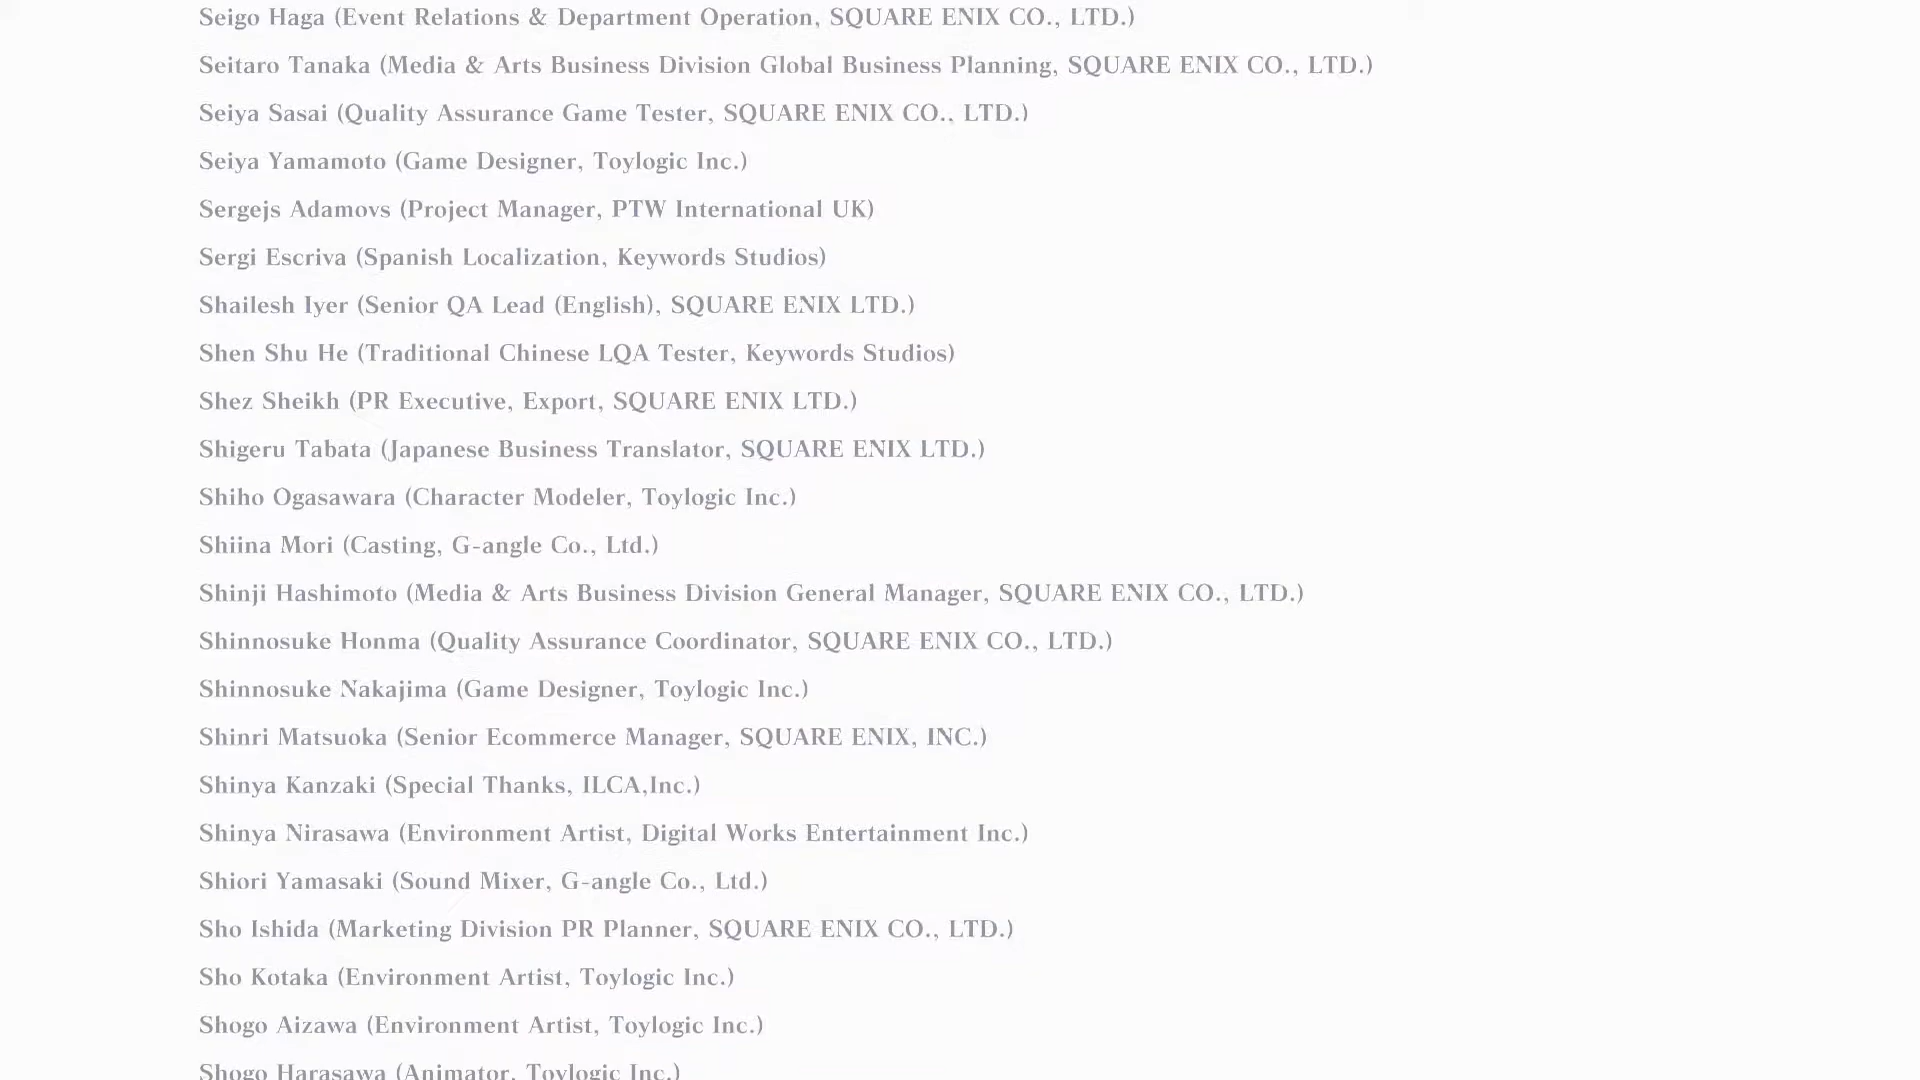 Seigo Haga (Event Relations & Department Operation, SQUARE ENIX CO., LTD.)
Seitaro Tanaka (Media & Arts Business Division Global Business Planning, SQUARE ENIX CO., LTD.)
Seiya Sasai (Quality Assurance Game Tester, SQUARE ENIX CO., LTD.)
Seiya Yamamoto (Game Designer, Toylogic Inc.)
Sergejs Adamovs (Project Manager, PTW International UK)
Sergi Escriva (Spanish Localization, Keywords Studios)
Shailesh Iyer (Senior QA Lead (English), SQUARE ENIX LTD.)
Shen Shu He (Traditional Chinese LQA Tester, Keywords Studios)
Shez Sheikh (PR Executive, Export, SQUARE ENIX LTD.)
Shigeru Tabata (Japanese Business Translator, SQUARE ENIX LTD.)
Shiho Ogasawara (Character Modeler, Toylogic Inc.)
Shiina Mori (Casting, G-angle Co., Ltd.)
Shinji Hashimoto (Media & Arts Business Division General Manager, SQUARE ENIX CO., LTD.)
Shinnosuke Honma (Quality Assurance Coordinator, SQUARE ENIX CO., LTD.)
Shinnosuke Nakajima (Game Designer, Toylogic Inc.)
Shinri Matsuoka (Senior Ecommerce Manager, SQUARE ENIX, INC.)
Shinya Kanzaki (Special Thanks, ILCA,Inc.)
Shinya Nirasawa (Environment Artist, Digital Works Entertainment Inc.)
Shiori Yamasaki (Sound Mixer, G-angle Co., Ltd.)
Sho Ishida (Marketing Division PR Planner, SQUARE ENIX CO., LTD.)
Sho Kotaka (Environment Artist, Toylogic Inc.)
Shogo Aizawa (Environment Artist, Toylogic Inc.)
Shogo Harasawa (Animator, Toylogic Inc.)